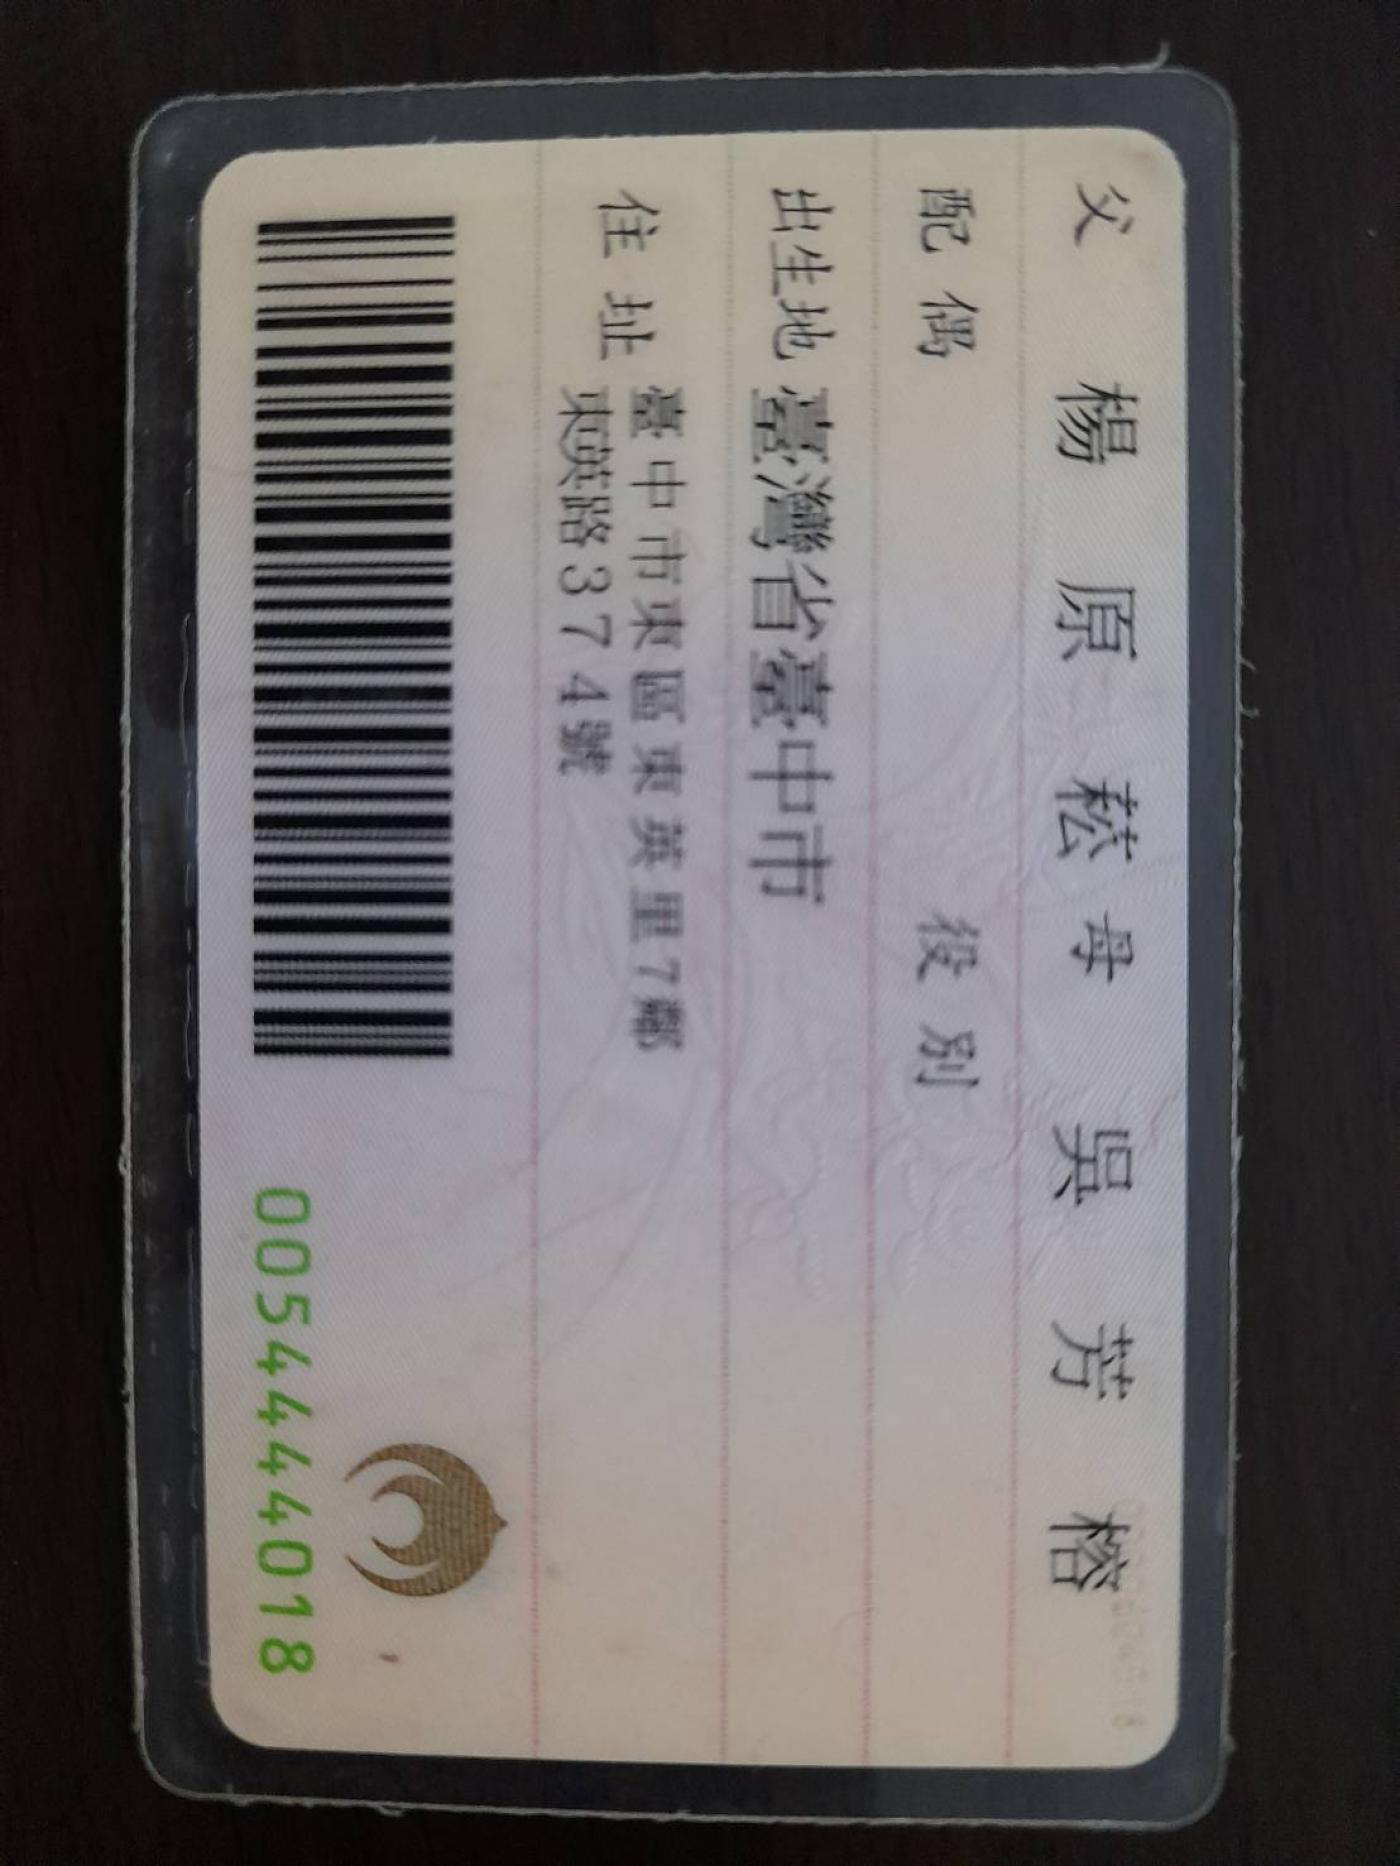 父 楊原菘 母 吳芳榕
配偶 役別
出生地 臺灣省臺中市
住址 臺中市東區東英里7鄰
東英路374號
0054444018